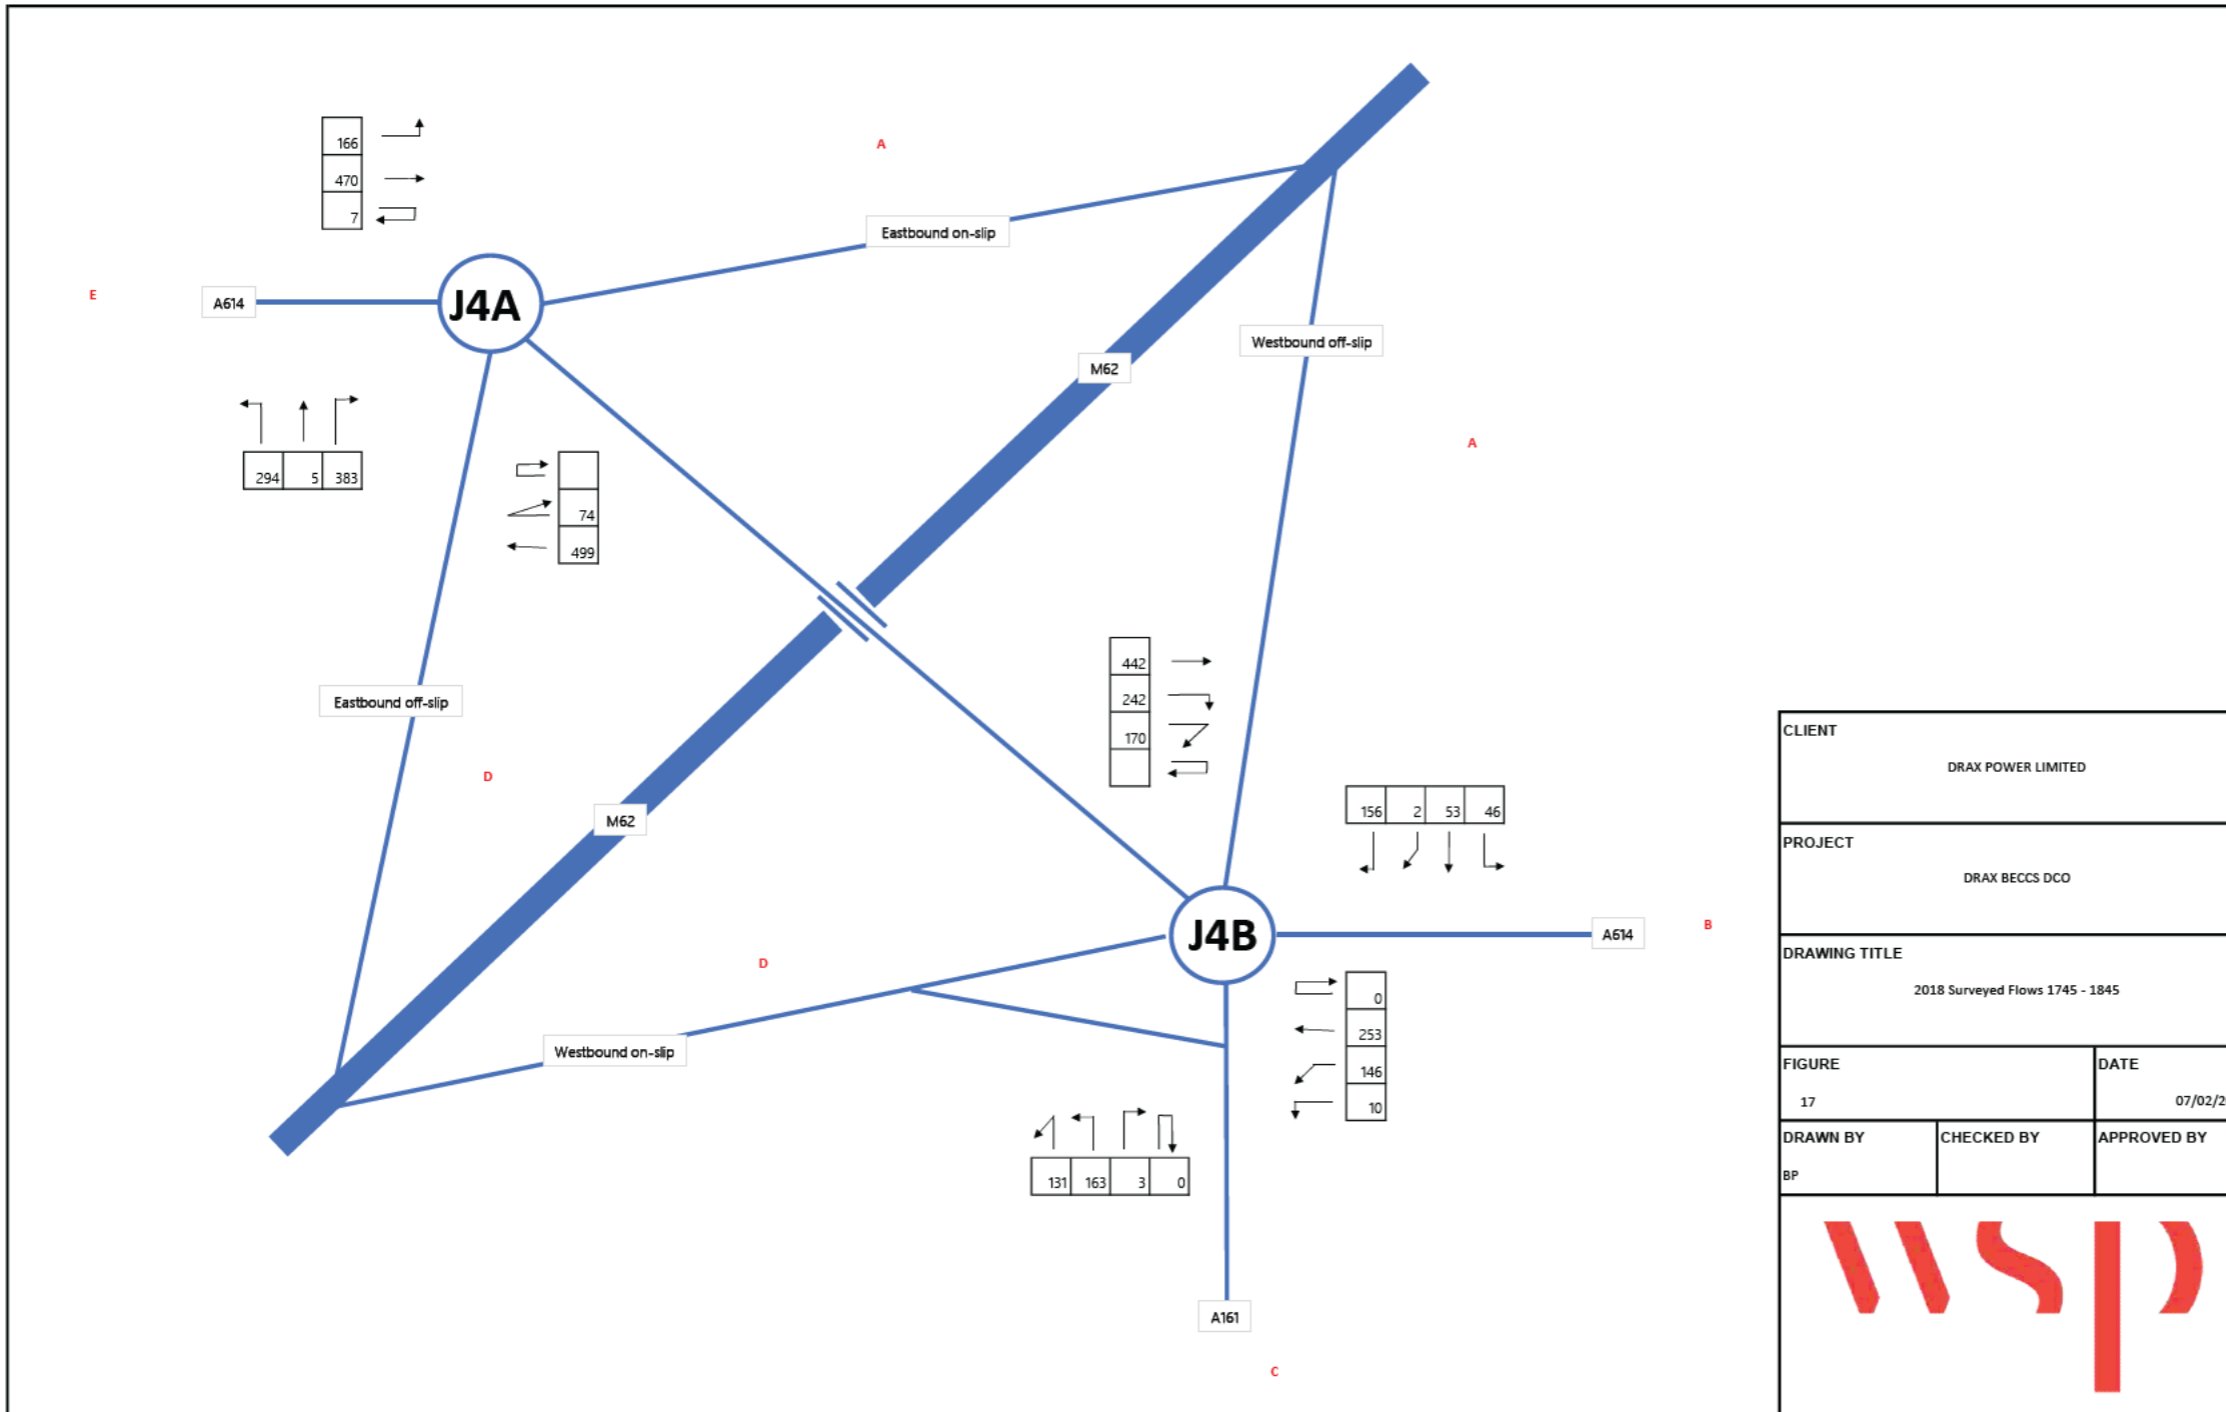 166
A
470
7
Eastbound on-slip
E
A614
J4A
Westbound off-slip
M62
A
294 5 383
74
499
442
242
170
Eastbound off-slip
D
M62
156 2 53 46
J4B
A614
B
D
0
253
146
10
Westbound on-slip
131 163 3 0
A161
C
CLIENT
DRAX POWER LIMITED
PROJECT
DRAX BECCS DCO
DRAWING TITLE
2018 Surveyed Flows 1745 - 1845
FIGURE DATE
17 07/02/2
DRAWN BY CHECKED BY APPROVED BY
BP
wsp